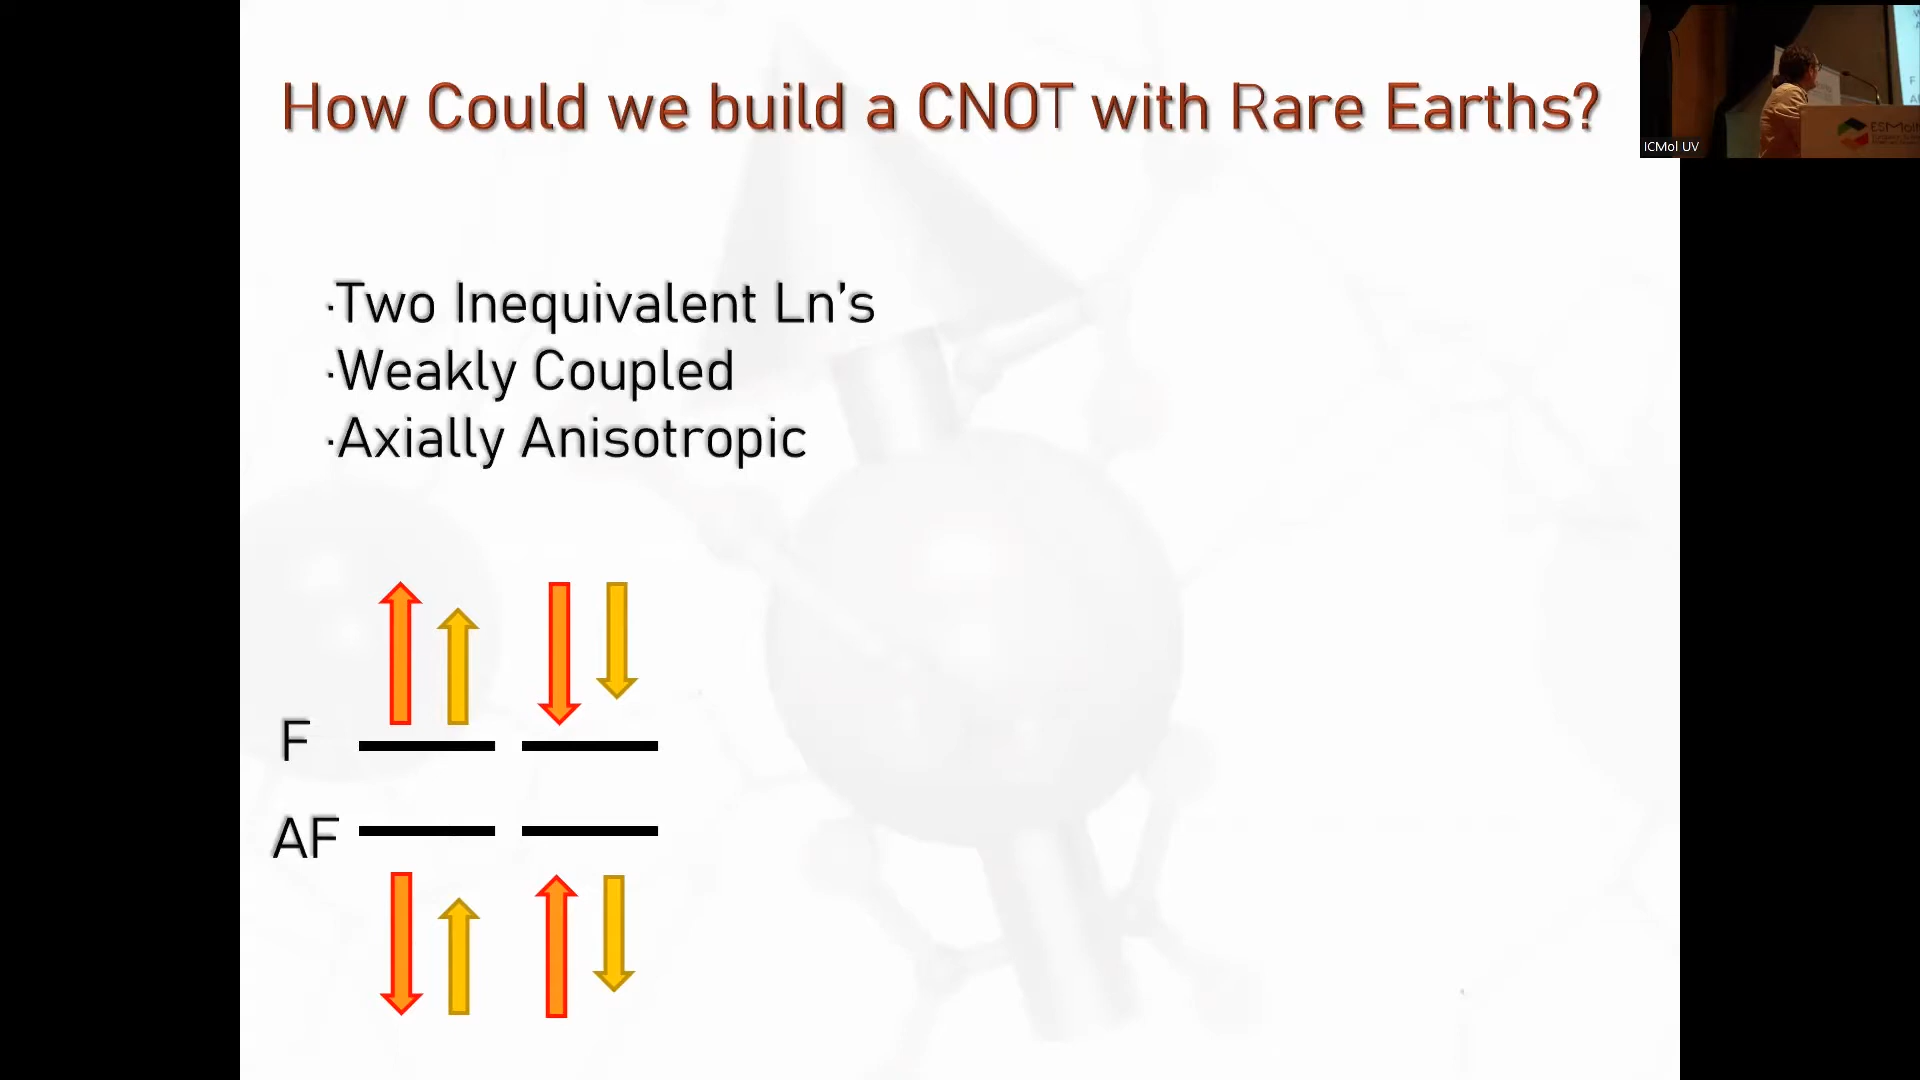 How Could we build a CNOT with Rare Earths?
ICMol UV
·Two Inequivalent Ln's
·Weakly Coupled
·Axially Anisotropic
F
AF